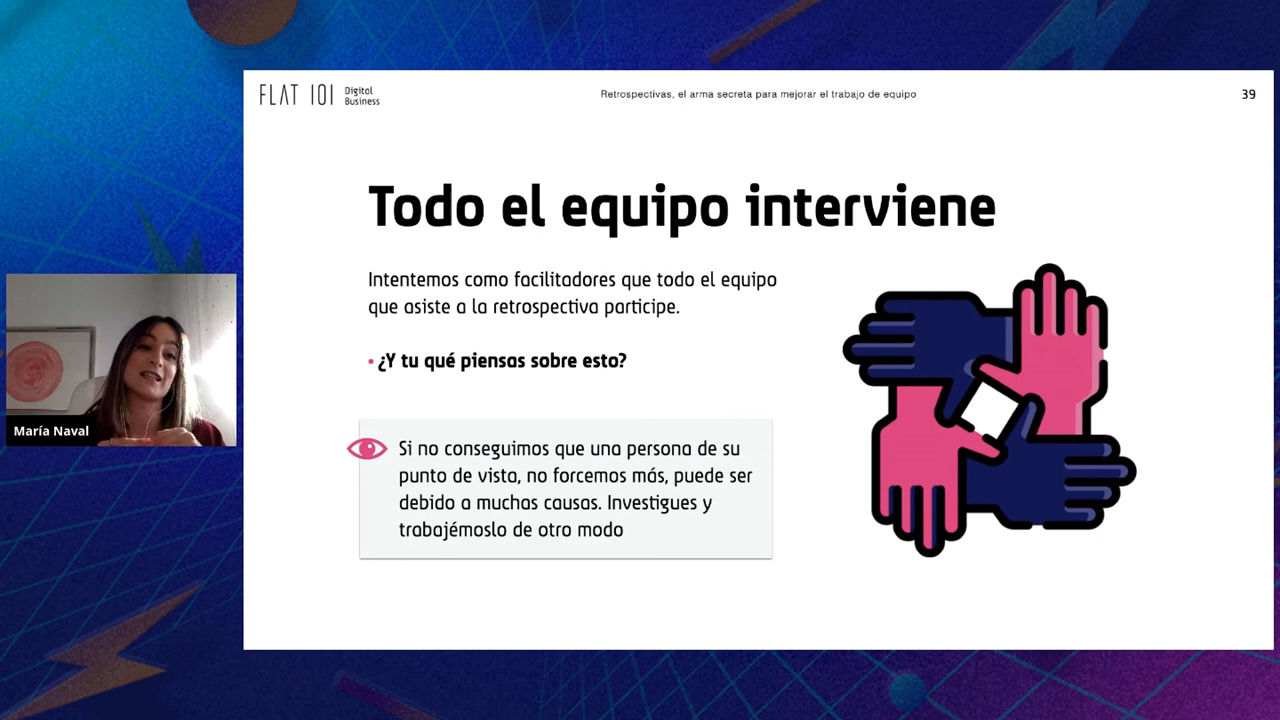 FLAT 101 Digital Business
Retrospectivas, el arma secreta para mejorar el trabajo de equipo
39
Todo el equipo interviene
Intentemos como facilitadores que todo el equipo
que asiste a la retrospectiva participe.
• ¿Y tu qué piensas sobre esto?
Si no conseguimos que una persona de su
punto de vista, no forcemos más, puede ser
debido a muchas causas. Investigues y
trabajémoslo de otro modo
María Naval